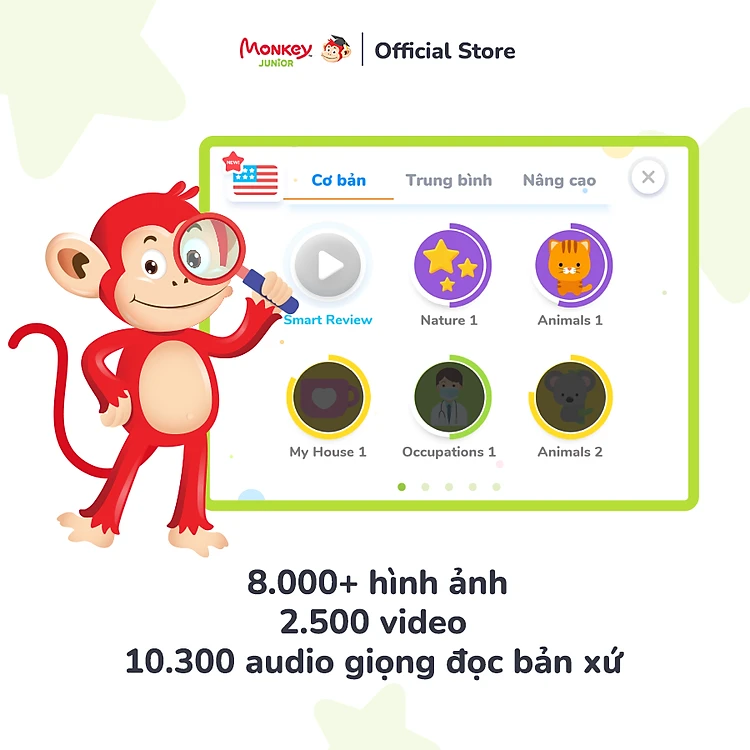 MONKEY
JUNIOR
Official Store
NEW!
Cơ bản
Trung bình
Nâng cao
Smart Review
Nature 1
Animals 1
My House 1
Occupations 1
Animals 2
8.000+ hình ảnh
2.500 video
10.300 audio giọng đọc bản xứ